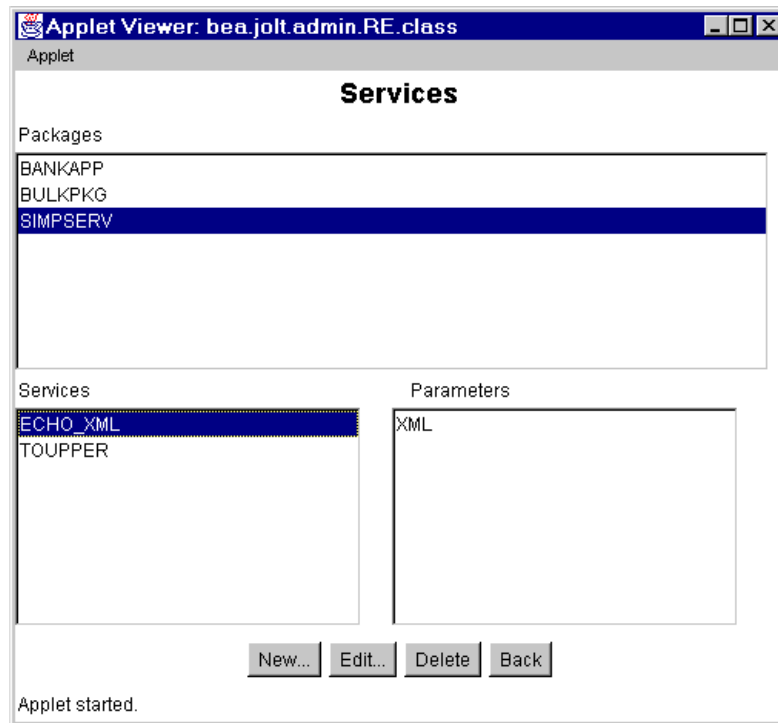 Applet Viewer: bea.jolt.admin.RE.class
Applet
Services
Packages
BANKAPP
BULKPKG
SIMPSERV
Services
Parameters
ECHO_XML
XML
TOUPPER
New... Edit... Delete Back
Applet started.